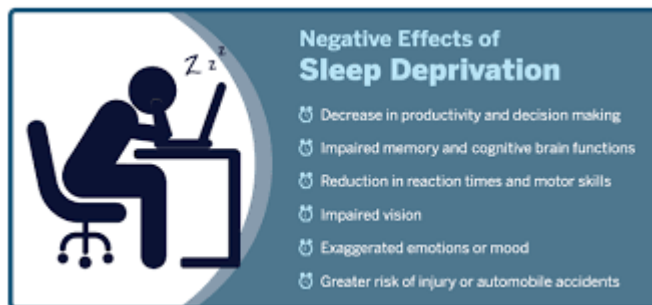 Z z z
Negative Effects of
Sleep Deprivation
Decrease in productivity and decision making
Impaired memory and cognitive brain functions
Reduction in reaction times and motor skills
Impaired vision
Exaggerated emotions or mood
Greater risk of injury or automobile accidents